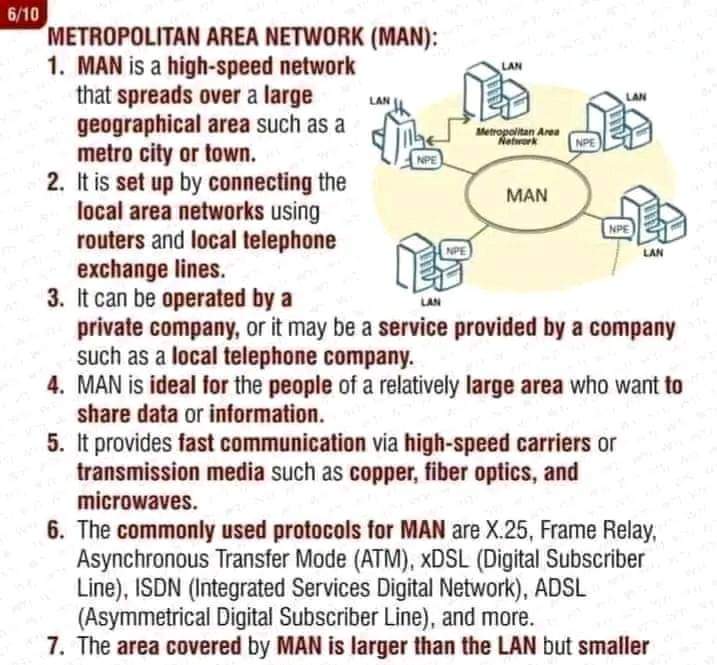 6/10
METROPOLITAN AREA NETWORK (MAN):
1. MAN is a high-speed network
that spreads over a large
geographical area such as a
metro city or town.
2. It is set up by connecting the
local area networks using
routers and local telephone
exchange lines.
3. It can be operated by a
private company, or it may be a service provided by a company
such as a local telephone company.
4. MAN is ideal for the people of a relatively large area who want to
share data or information.
5. It provides fast communication via high-speed carriers or
transmission media such as copper, fiber optics, and
microwaves.
6. The commonly used protocols for MAN are X.25, Frame Relay,
Asynchronous Transfer Mode (ATM), xDSL (Digital Subscriber
Line), ISDN (Integrated Services Digital Network), ADSL
(Asymmetrical Digital Subscriber Line), and more.
7. The area covered by MAN is larger than the LAN but smaller
LAN
LAN
LAN
Metropolitan Area
Network
NPE
NPE
MAN
NPE
NPE
LAN
LAN